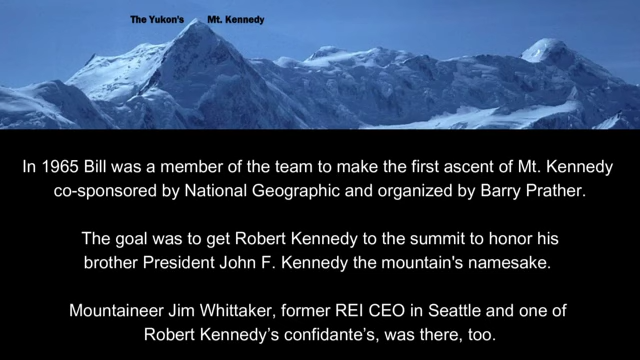 The Yukon's Mt. Kennedy
In 1965 Bill was a member of the team to make the first ascent of Mt. Kennedy
co-sponsored by National Geographic and organized by Barry Prather.
The goal was to get Robert Kennedy to the summit to honor his
brother President John F. Kennedy the mountain's namesake.
Mountaineer Jim Whittaker, former REI CEO in Seattle and one of
Robert Kennedy’s confidante’s, was there, too.